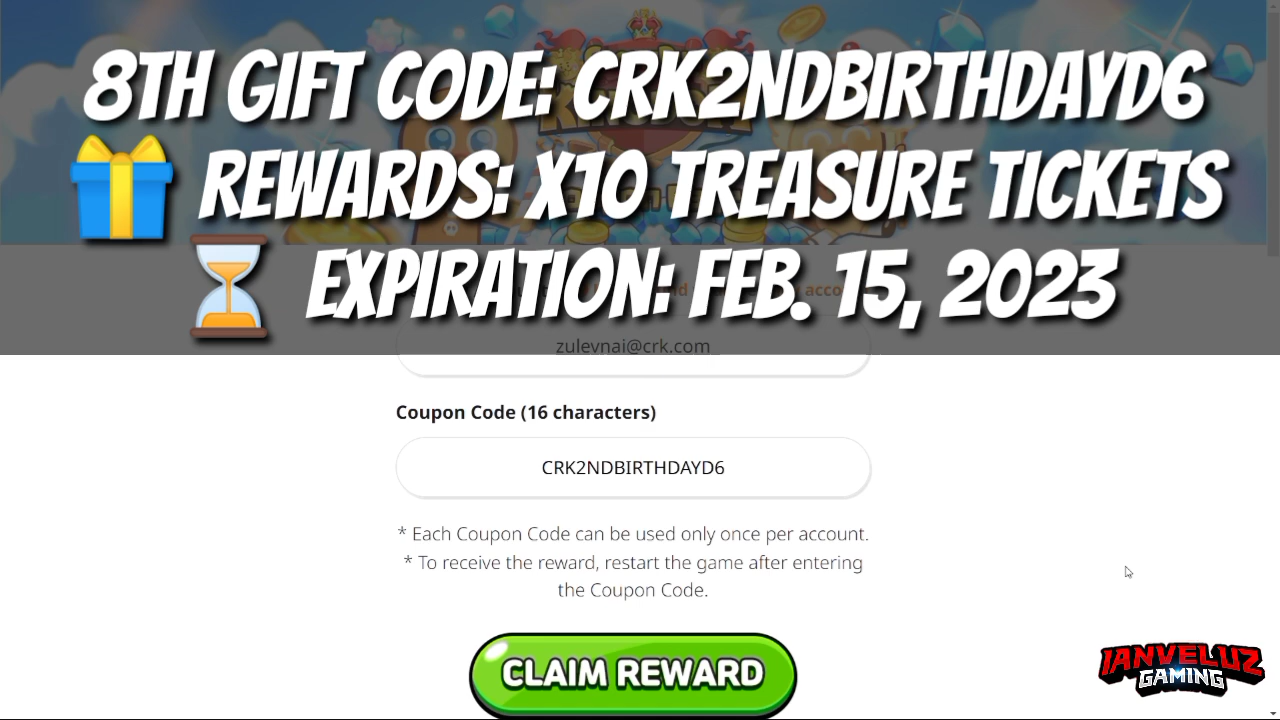 8TH GIFT CODE: CRK2NDBIRTHDAYD6
REWARDS: X10 TREASURE TICKETS
EXPIRATION: FEB. 15, 2023
zulevnai@crk.com
Coupon Code (16 characters)
CRK2NDBIRTHDAYD6
* Each Coupon Code can be used only once per account.
* To receive the reward, restart the game after entering
the Coupon Code.
CLAIM REWARD
IANVELUZ
GAMING